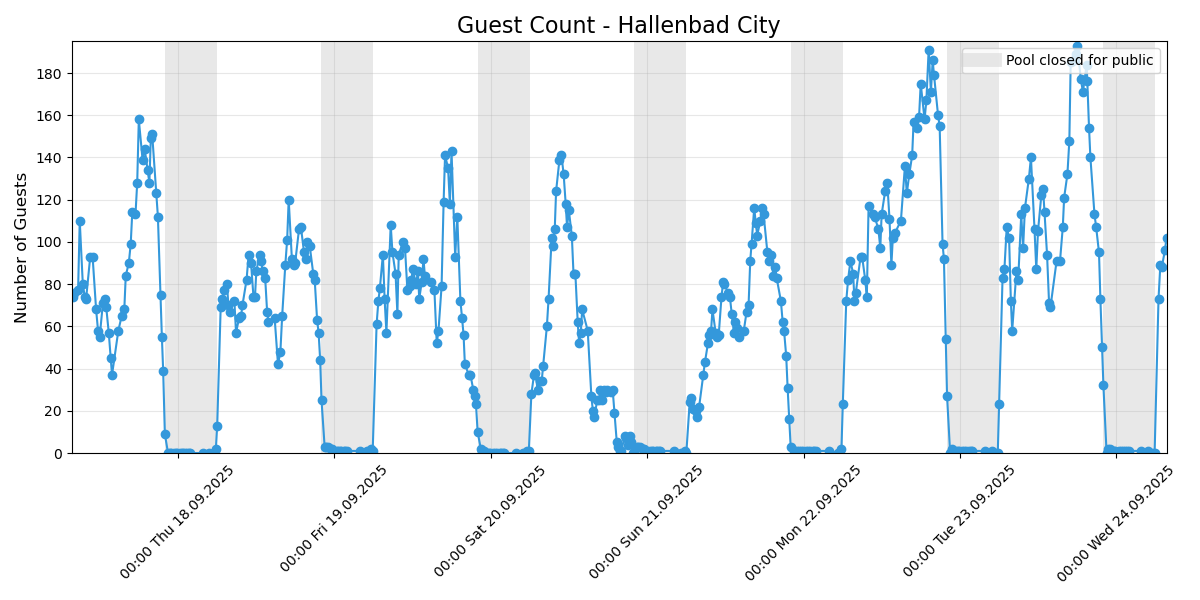 Guest Count - Hallenbad City
Number of Guests
180
160
140
120
100
80
60
40
20
0
Pool closed for public
00:00 Thu 18.09.2025
00:00 Fri 19.09.2025
00:00 Sat 20.09.2025
00:00 Sun 21.09.2025
00:00 Mon 22.09.2025
00:00 Tue 23.09.2025
00:00 Wed 24.09.2025